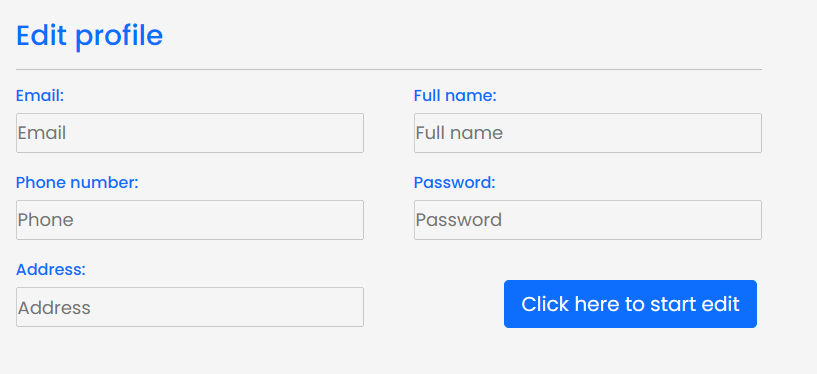 Edit profile
Email:
Full name:
Email
Full name
Phone number:
Password:
Phone
Password
Address:
Address
Click here to start edit